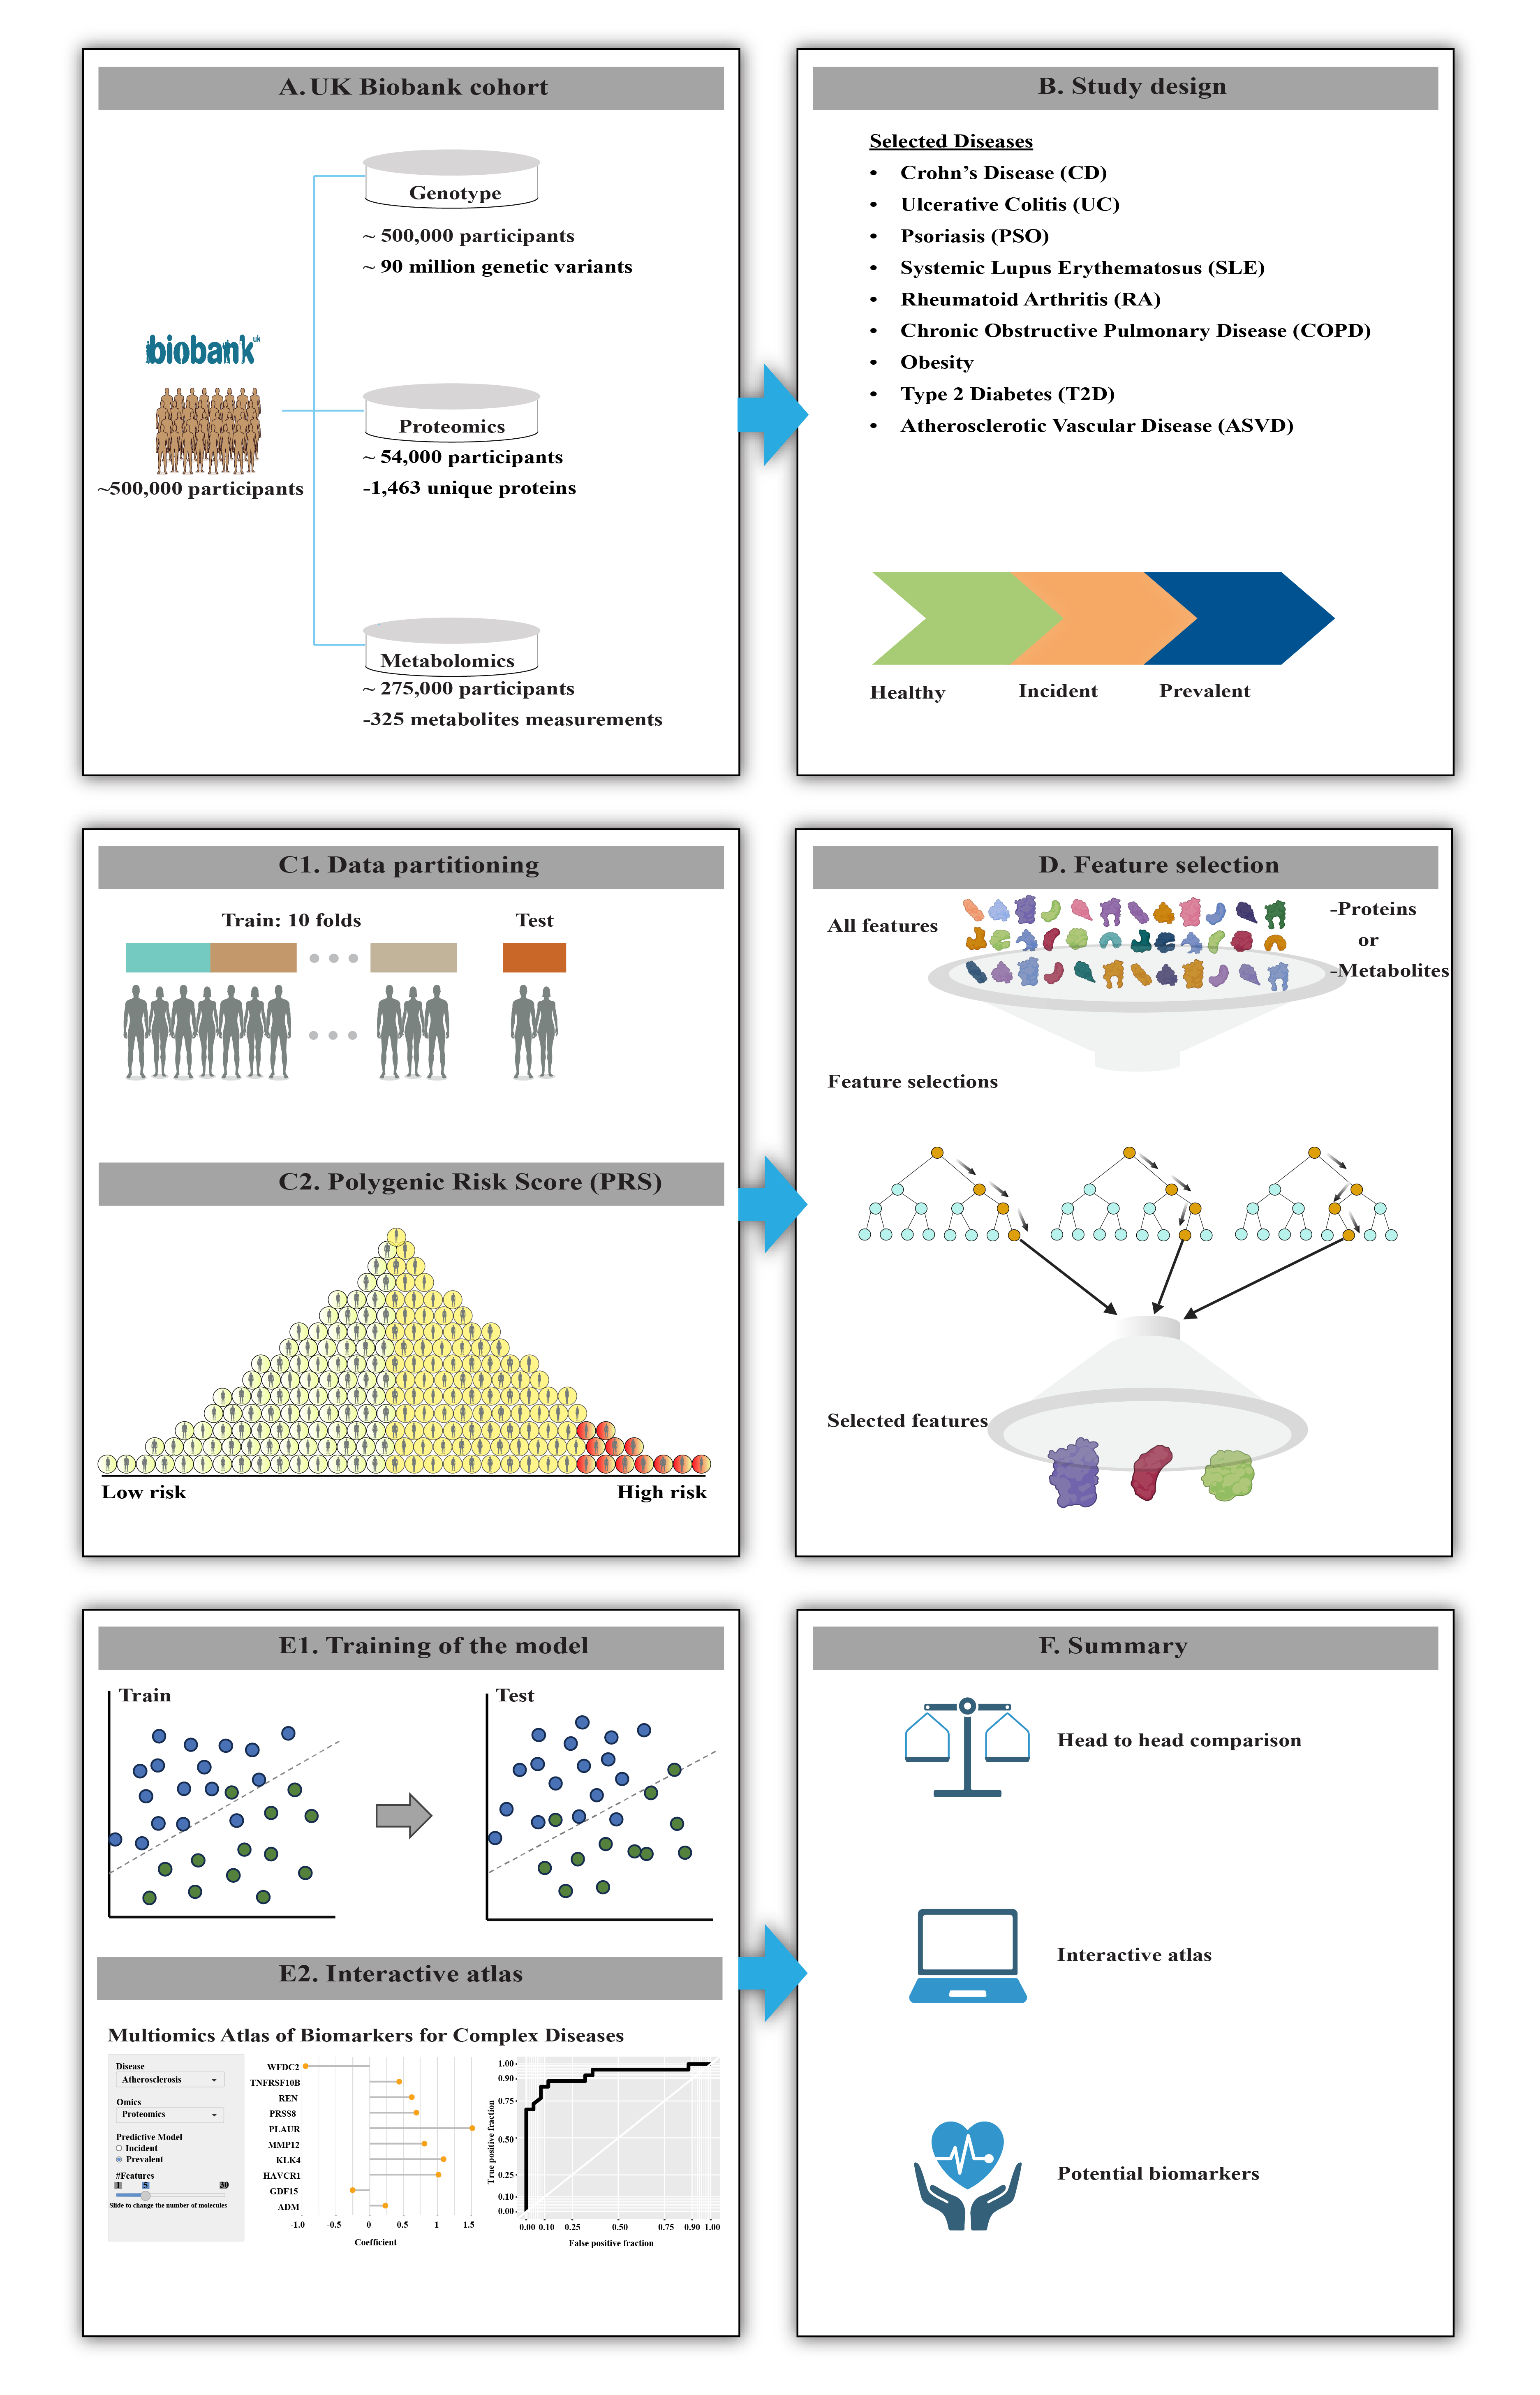 A. UK Biobank cohort
Genotype
~ 500,000 participants
~ 90 million genetic variants
biobank uk
~500,000 participants
Proteomics
~ 54,000 participants
-1,463 unique proteins
Metabolomics
~ 275,000 participants
-325 metabolites measurements
B. Study design
Selected Diseases
• Crohn’s Disease (CD)
• Ulcerative Colitis (UC)
• Psoriasis (PSO)
• Systemic Lupus Erythematosus (SLE)
• Rheumatoid Arthritis (RA)
• Chronic Obstructive Pulmonary Disease (COPD)
• Obesity
• Type 2 Diabetes (T2D)
• Atherosclerotic Vascular Disease (ASVD)
Healthy Incident Prevalent
C1. Data partitioning
Train: 10 folds Test
C2. Polygenic Risk Score (PRS)
Low risk High risk
D. Feature selection
All features
-Proteins
or
-Metabolites
Feature selections
Selected features
E1. Training of the model
Train Test
E2. Interactive atlas
Multiomics Atlas of Biomarkers for Complex Diseases
Disease
Atherosclerosis
Omics
Proteomics
Predictive Model
Incident
Prevalent
#Features
1 5 30
Slide to change the number of molecules
WFDC2
TNFRSF10B
REN
PRSS8
PLAUR
MMP12
KLK4
HAVCR1
GDF15
ADM
-1.0 -0.5 0 0.5 1 1.5
Coefficient
True positive fraction
1.00
0.90
0.75
0.50
0.25
0.10
0.00
0.00 0.10 0.25 0.50 0.75 0.90 1.00
False positive fraction
F. Summary
Head to head comparison
Interactive atlas
Potential biomarkers